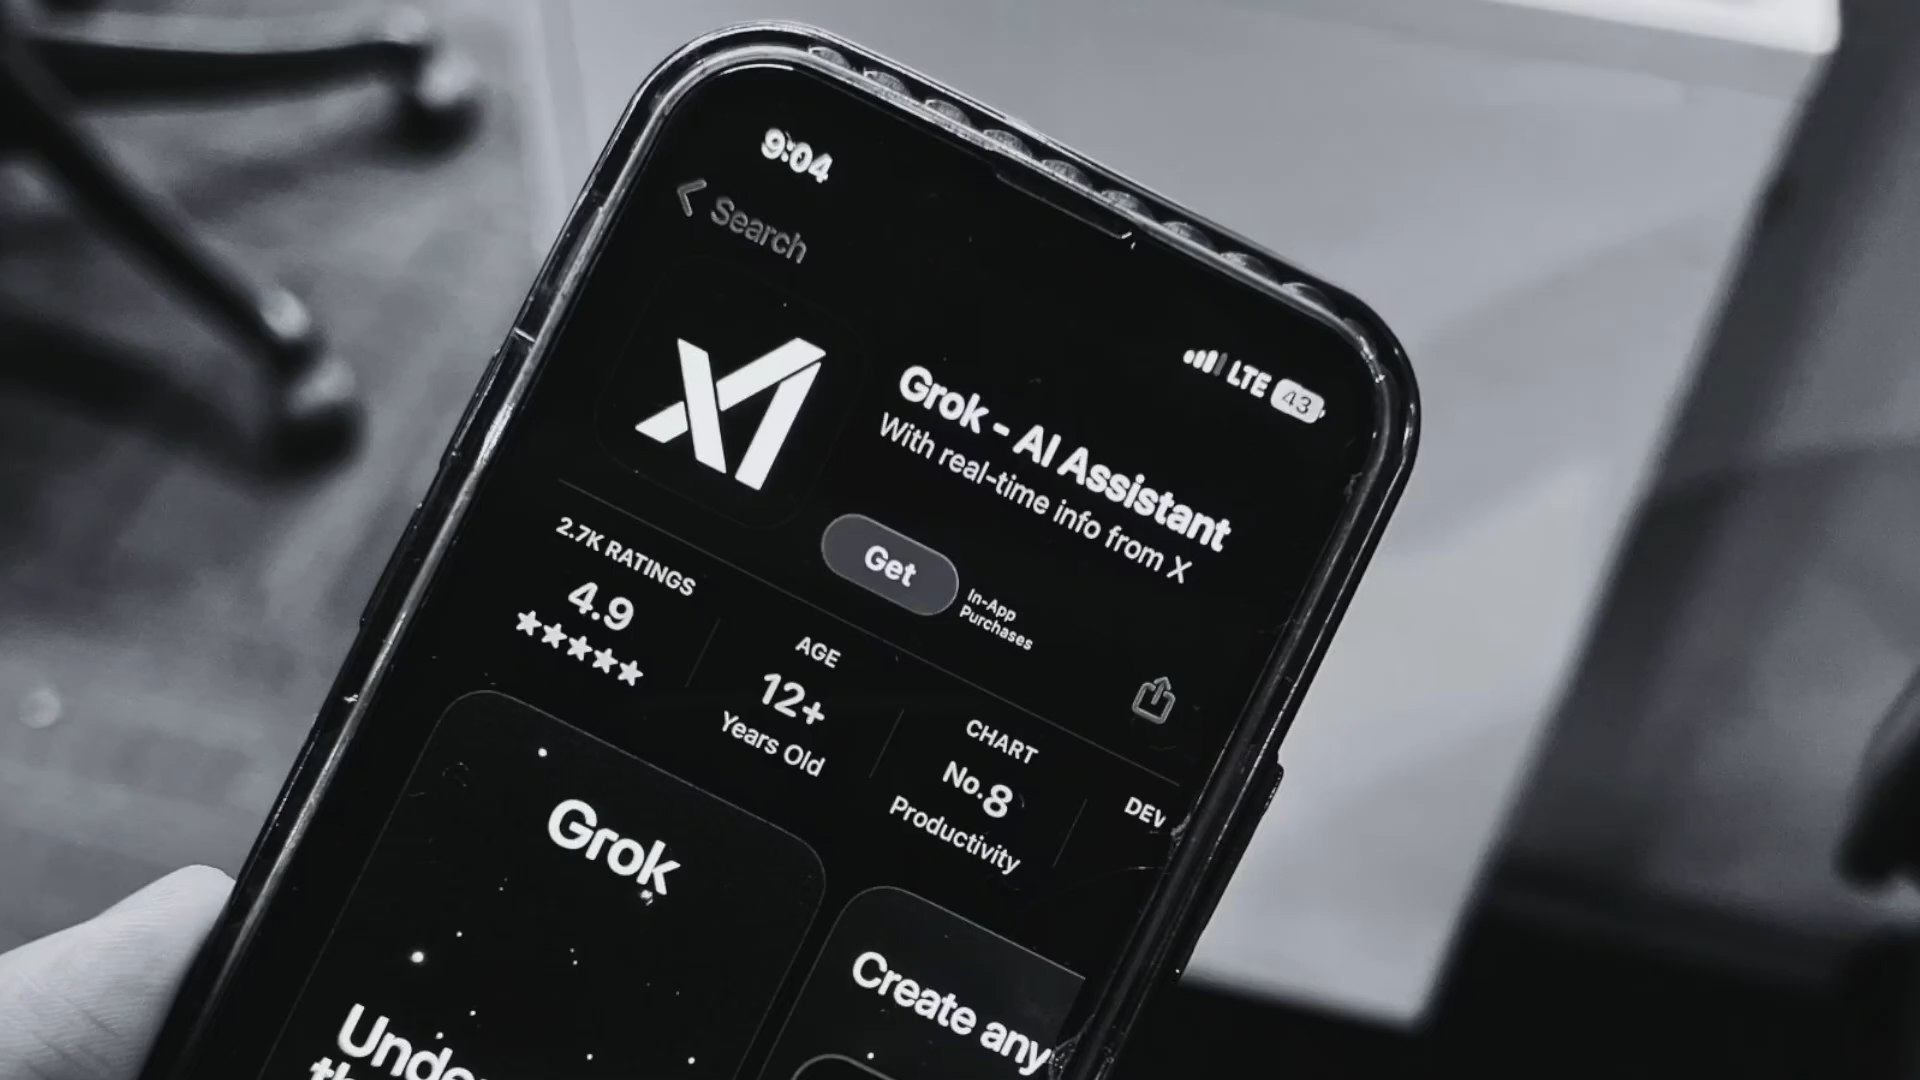 9:04
LTE 43
Search
Grok - AI Assistant
With real-time info from X
Get
In-App
Purchases
2.7K RATINGS
4.9
AGE
12+
Years Old
CHART
No.8
Productivity
DEV
Grok
Unde
Create any